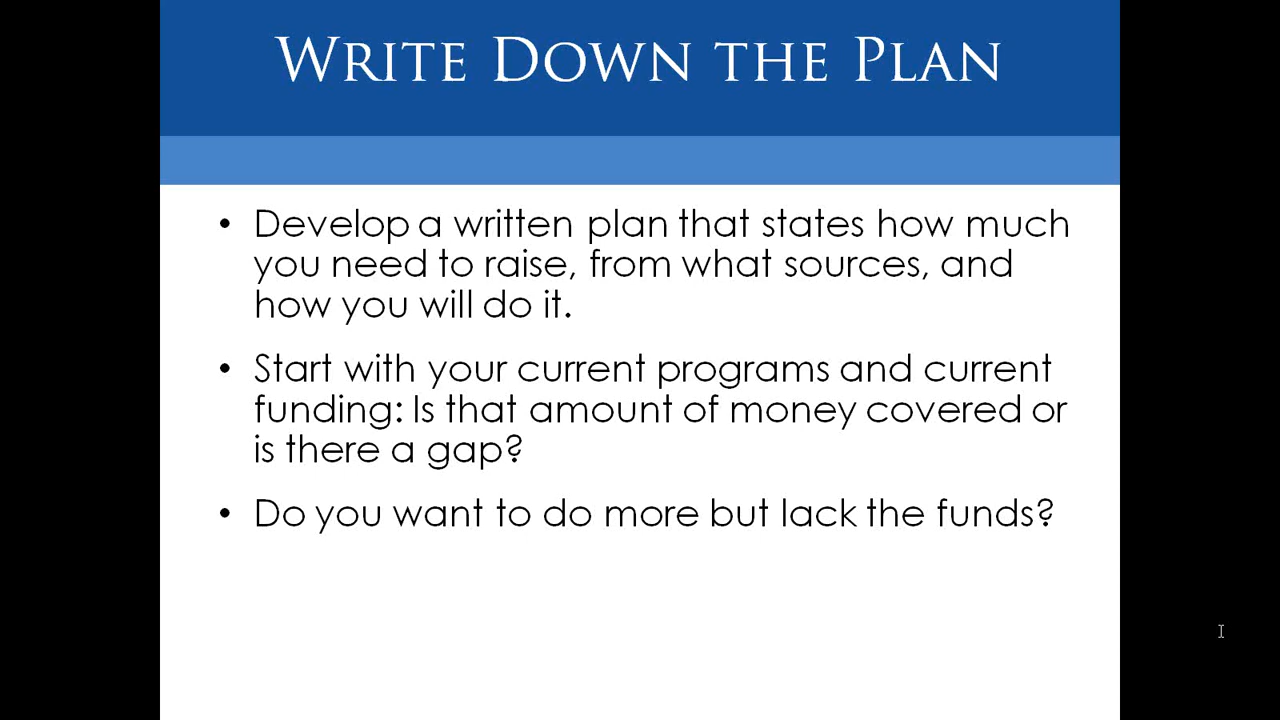 WRITE DOWN THE PLAN
• Develop a written plan that states how much
you need to raise, from what sources, and
how you will do it.
• Start with your current programs and current
funding: Is that amount of money covered or
is there a gap?
• Do you want to do more but lack the funds?